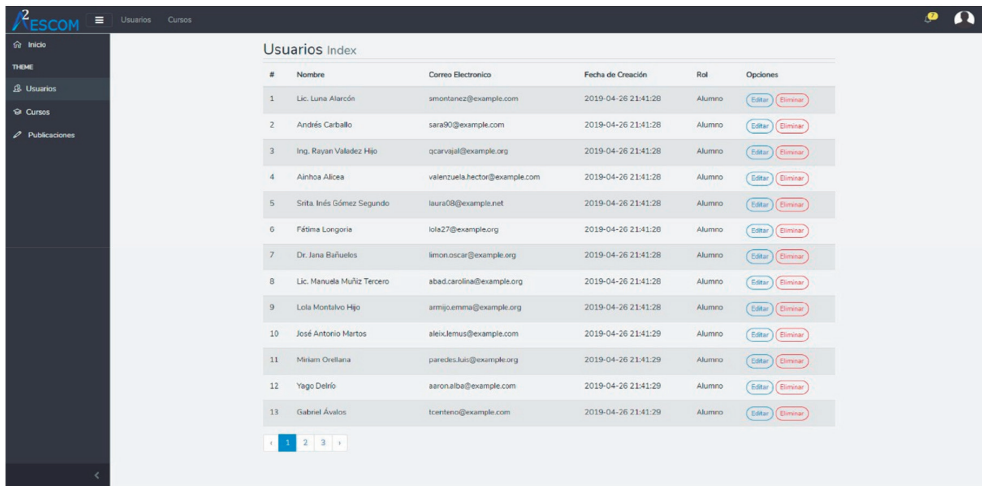 A²ESCOM Usuarios Cursos 7
Inicio
THEME
Usuarios
Cursos
Publicaciones
Usuarios Index
# Nombre Correo Electronico Fecha de Creación Rol Opciones
1 Lic. Luna Alarcón smontanez@example.com 2019-04-26 21:41:28 Alumno Editar Eliminar
2 Andrés Carballo sara90@example.com 2019-04-26 21:41:28 Alumno Editar Eliminar
3 Ing. Rayan Valadez Hijo qcarvajal@example.org 2019-04-26 21:41:28 Alumno Editar Eliminar
4 Ainhoa Alicea valenzuela.hector@example.com 2019-04-26 21:41:28 Alumno Editar Eliminar
5 Srita. Inés Gómez Segundo laura08@example.net 2019-04-26 21:41:28 Alumno Editar Eliminar
6 Fátima Longoria lola27@example.org 2019-04-26 21:41:28 Alumno Editar Eliminar
7 Dr. Jana Bañuelos limon.oscar@example.org 2019-04-26 21:41:28 Alumno Editar Eliminar
8 Lic. Manuela Muñiz Tercero abad.carolina@example.org 2019-04-26 21:41:28 Alumno Editar Eliminar
9 Lola Montalvo Hijo armijo.emma@example.org 2019-04-26 21:41:28 Alumno Editar Eliminar
10 José Antonio Martos aleix.lemus@example.com 2019-04-26 21:41:29 Alumno Editar Eliminar
11 Miriam Orellana paredes.luis@example.org 2019-04-26 21:41:29 Alumno Editar Eliminar
12 Yago Delrío aaron.alba@example.com 2019-04-26 21:41:29 Alumno Editar Eliminar
13 Gabriel Ávalos tcenteno@example.com 2019-04-26 21:41:29 Alumno Editar Eliminar
‹ 1 2 3 ›